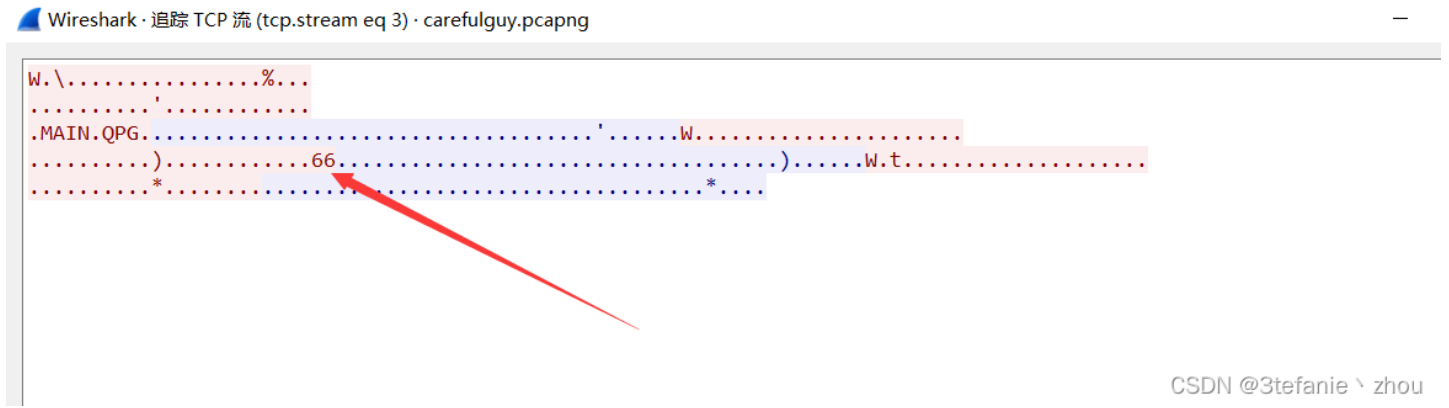 Wireshark · 追踪 TCP 流 (tcp.stream eq 3) · carefulguy.pcapng
W.\................%...
..........'............
.MAIN.QPG.....................................'......W......................
..........)............66....................................)......W.t....................
..........*............................................*....
CSDN @3tefanie丶zhou